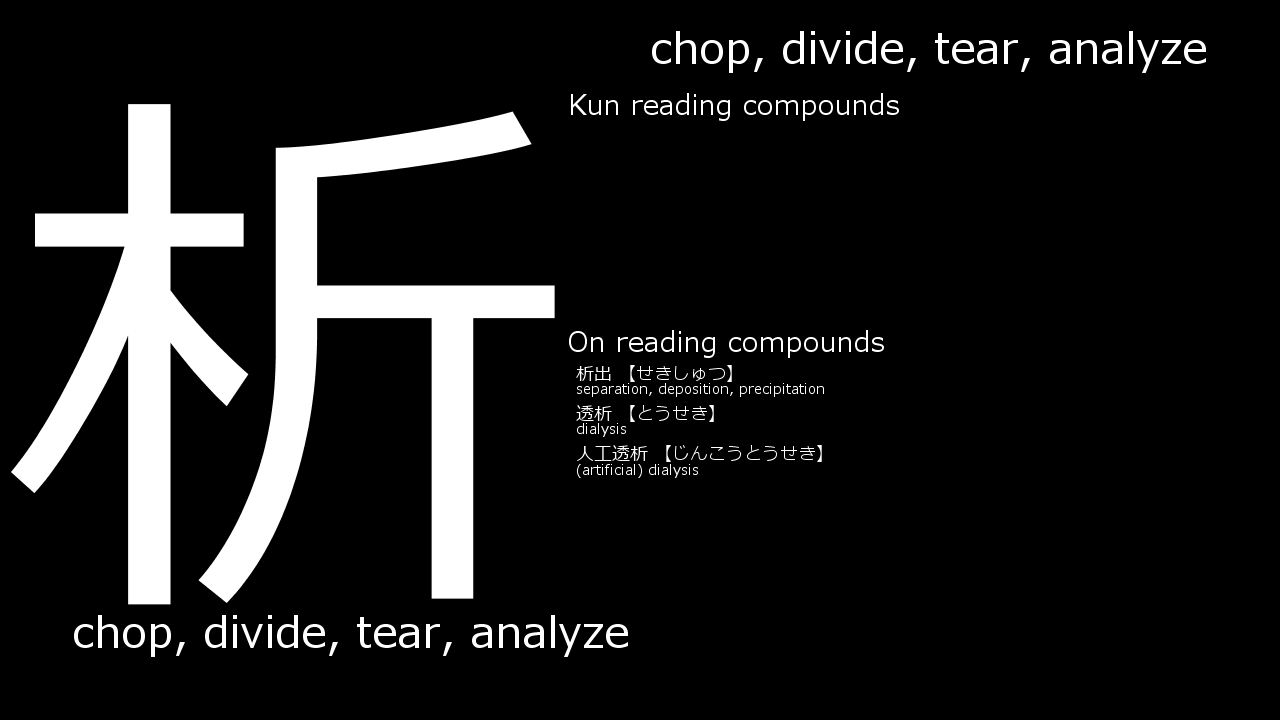 析
chop, divide, tear, analyze
chop, divide, tear, analyze
Kun reading compounds
On reading compounds
析出 【せきしゅつ】
separation, deposition, precipitation
透析 【とうせき】
dialysis
人工透析 【じんこうとうせき】
(artificial) dialysis